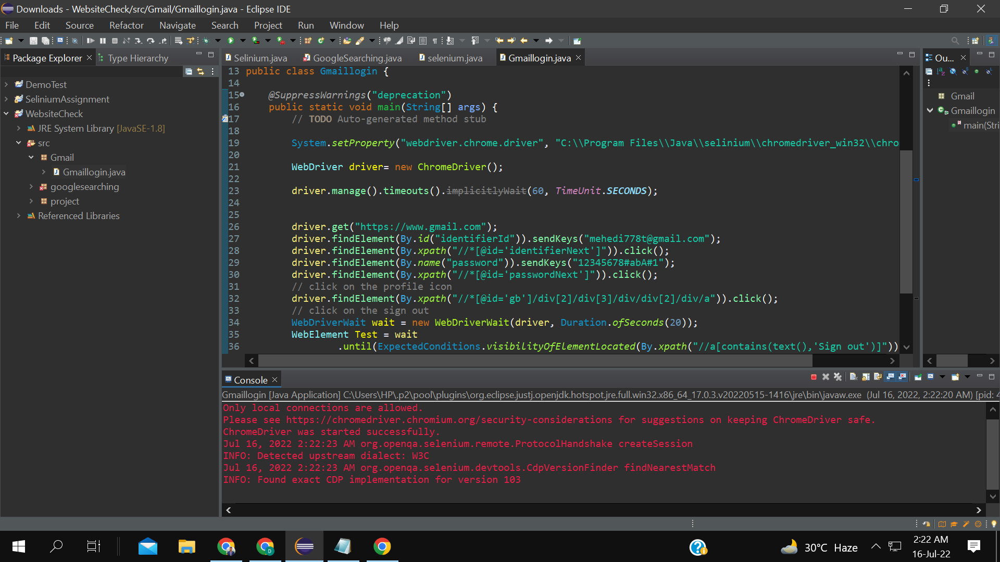 Downloads - WebsiteCheck/src/Gmail/Gmaillogin.java - Eclipse IDE
File Edit Source Refactor Navigate Search Project Run Window Help
Package Explorer Type Hierarchy
DemoTest
SeliniumAssignment
WebsiteCheck
JRE System Library [JavaSE-1.8]
src
Gmail
Gmaillogin.java
googlesearching
project
Referenced Libraries
Selinium.java GoogleSearching.java selenium.java Gmaillogin.java
13 public class Gmaillogin {
14
15 @SuppressWarnings("deprecation")
16 public static void main(String[] args) {
17 // TODO Auto-generated method stub
18
19 System.setProperty("webdriver.chrome.driver", "C:\\Program Files\\Java\\selinium\\chromedriver_win32\\chro
20
21 WebDriver driver= new ChromeDriver();
22
23 driver.manage().timeouts().implicitlyWait(60, TimeUnit.SECONDS);
24
25
26 driver.get("https://www.gmail.com");
27 driver.findElement(By.id("identifierId")).sendKeys("mehedi778t@gmail.com");
28 driver.findElement(By.xpath("//*[@id='identifierNext']")).click();
29 driver.findElement(By.name("password")).sendKeys("12345678#abA#1");
30 driver.findElement(By.xpath("//*[@id='passwordNext']")).click();
31 // click on the profile icon
32 driver.findElement(By.xpath("//*[@id='gb']/div[2]/div[3]/div/div[2]/div/a")).click();
33 // click on the sign out
34 WebDriverWait wait = new WebDriverWait(driver, Duration.ofSeconds(20));
35 WebElement Test = wait
36 .until(ExpectedConditions.visibilityOfElementLocated(By.xpath("//a[contains(text(),'Sign out')]"))
Ou...
Gmail
Gmaillogin
main(Stri
Console
Gmaillogin [Java Application] C:\Users\HP\.p2\pool\plugins\org.eclipse.justj.openjdk.hotspot.jre.full.win32.x86_64_17.0.3.v20220515-1416\jre\bin\javaw.exe (Jul 16, 2022, 2:22:20 AM) [pid: 4
Only local connections are allowed.
Please see https://chromedriver.chromium.org/security-considerations for suggestions on keeping ChromeDriver safe.
ChromeDriver was started successfully.
Jul 16, 2022 2:22:23 AM org.openqa.selenium.remote.ProtocolHandshake createSession
INFO: Detected upstream dialect: W3C
Jul 16, 2022 2:22:23 AM org.openqa.selenium.devtools.CdpVersionFinder findNearestMatch
INFO: Found exact CDP implementation for version 103
30°C Haze
2:22 AM
16-Jul-22